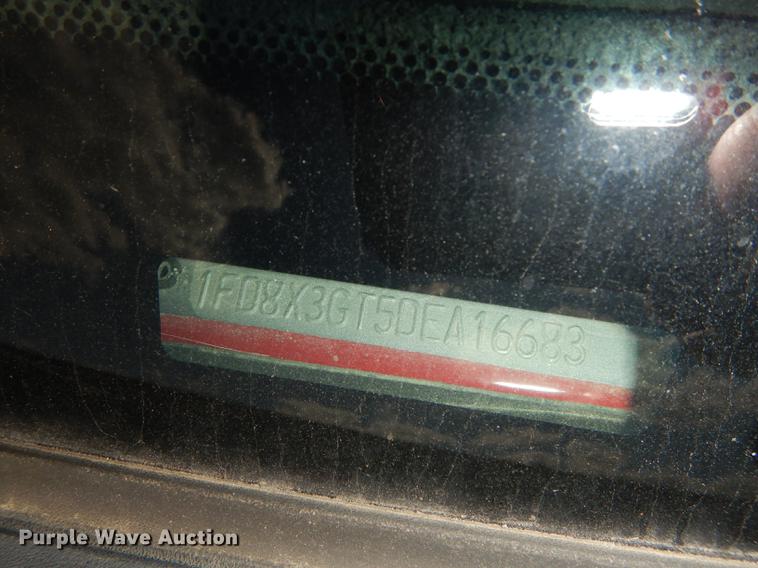 1FD8X3GT5DEA16683
Purple Wave Auction